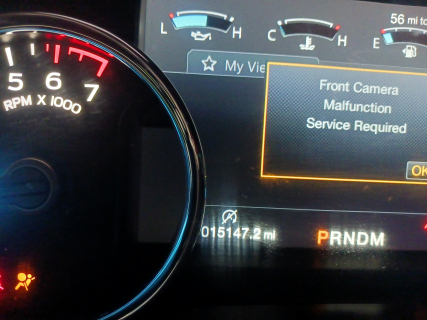 L H C H
56 mi to
E
My Vie
Front Camera
Malfunction
Service Required
OK
5 6 7
RPM X 1000
015147.2 mi
PRNDM